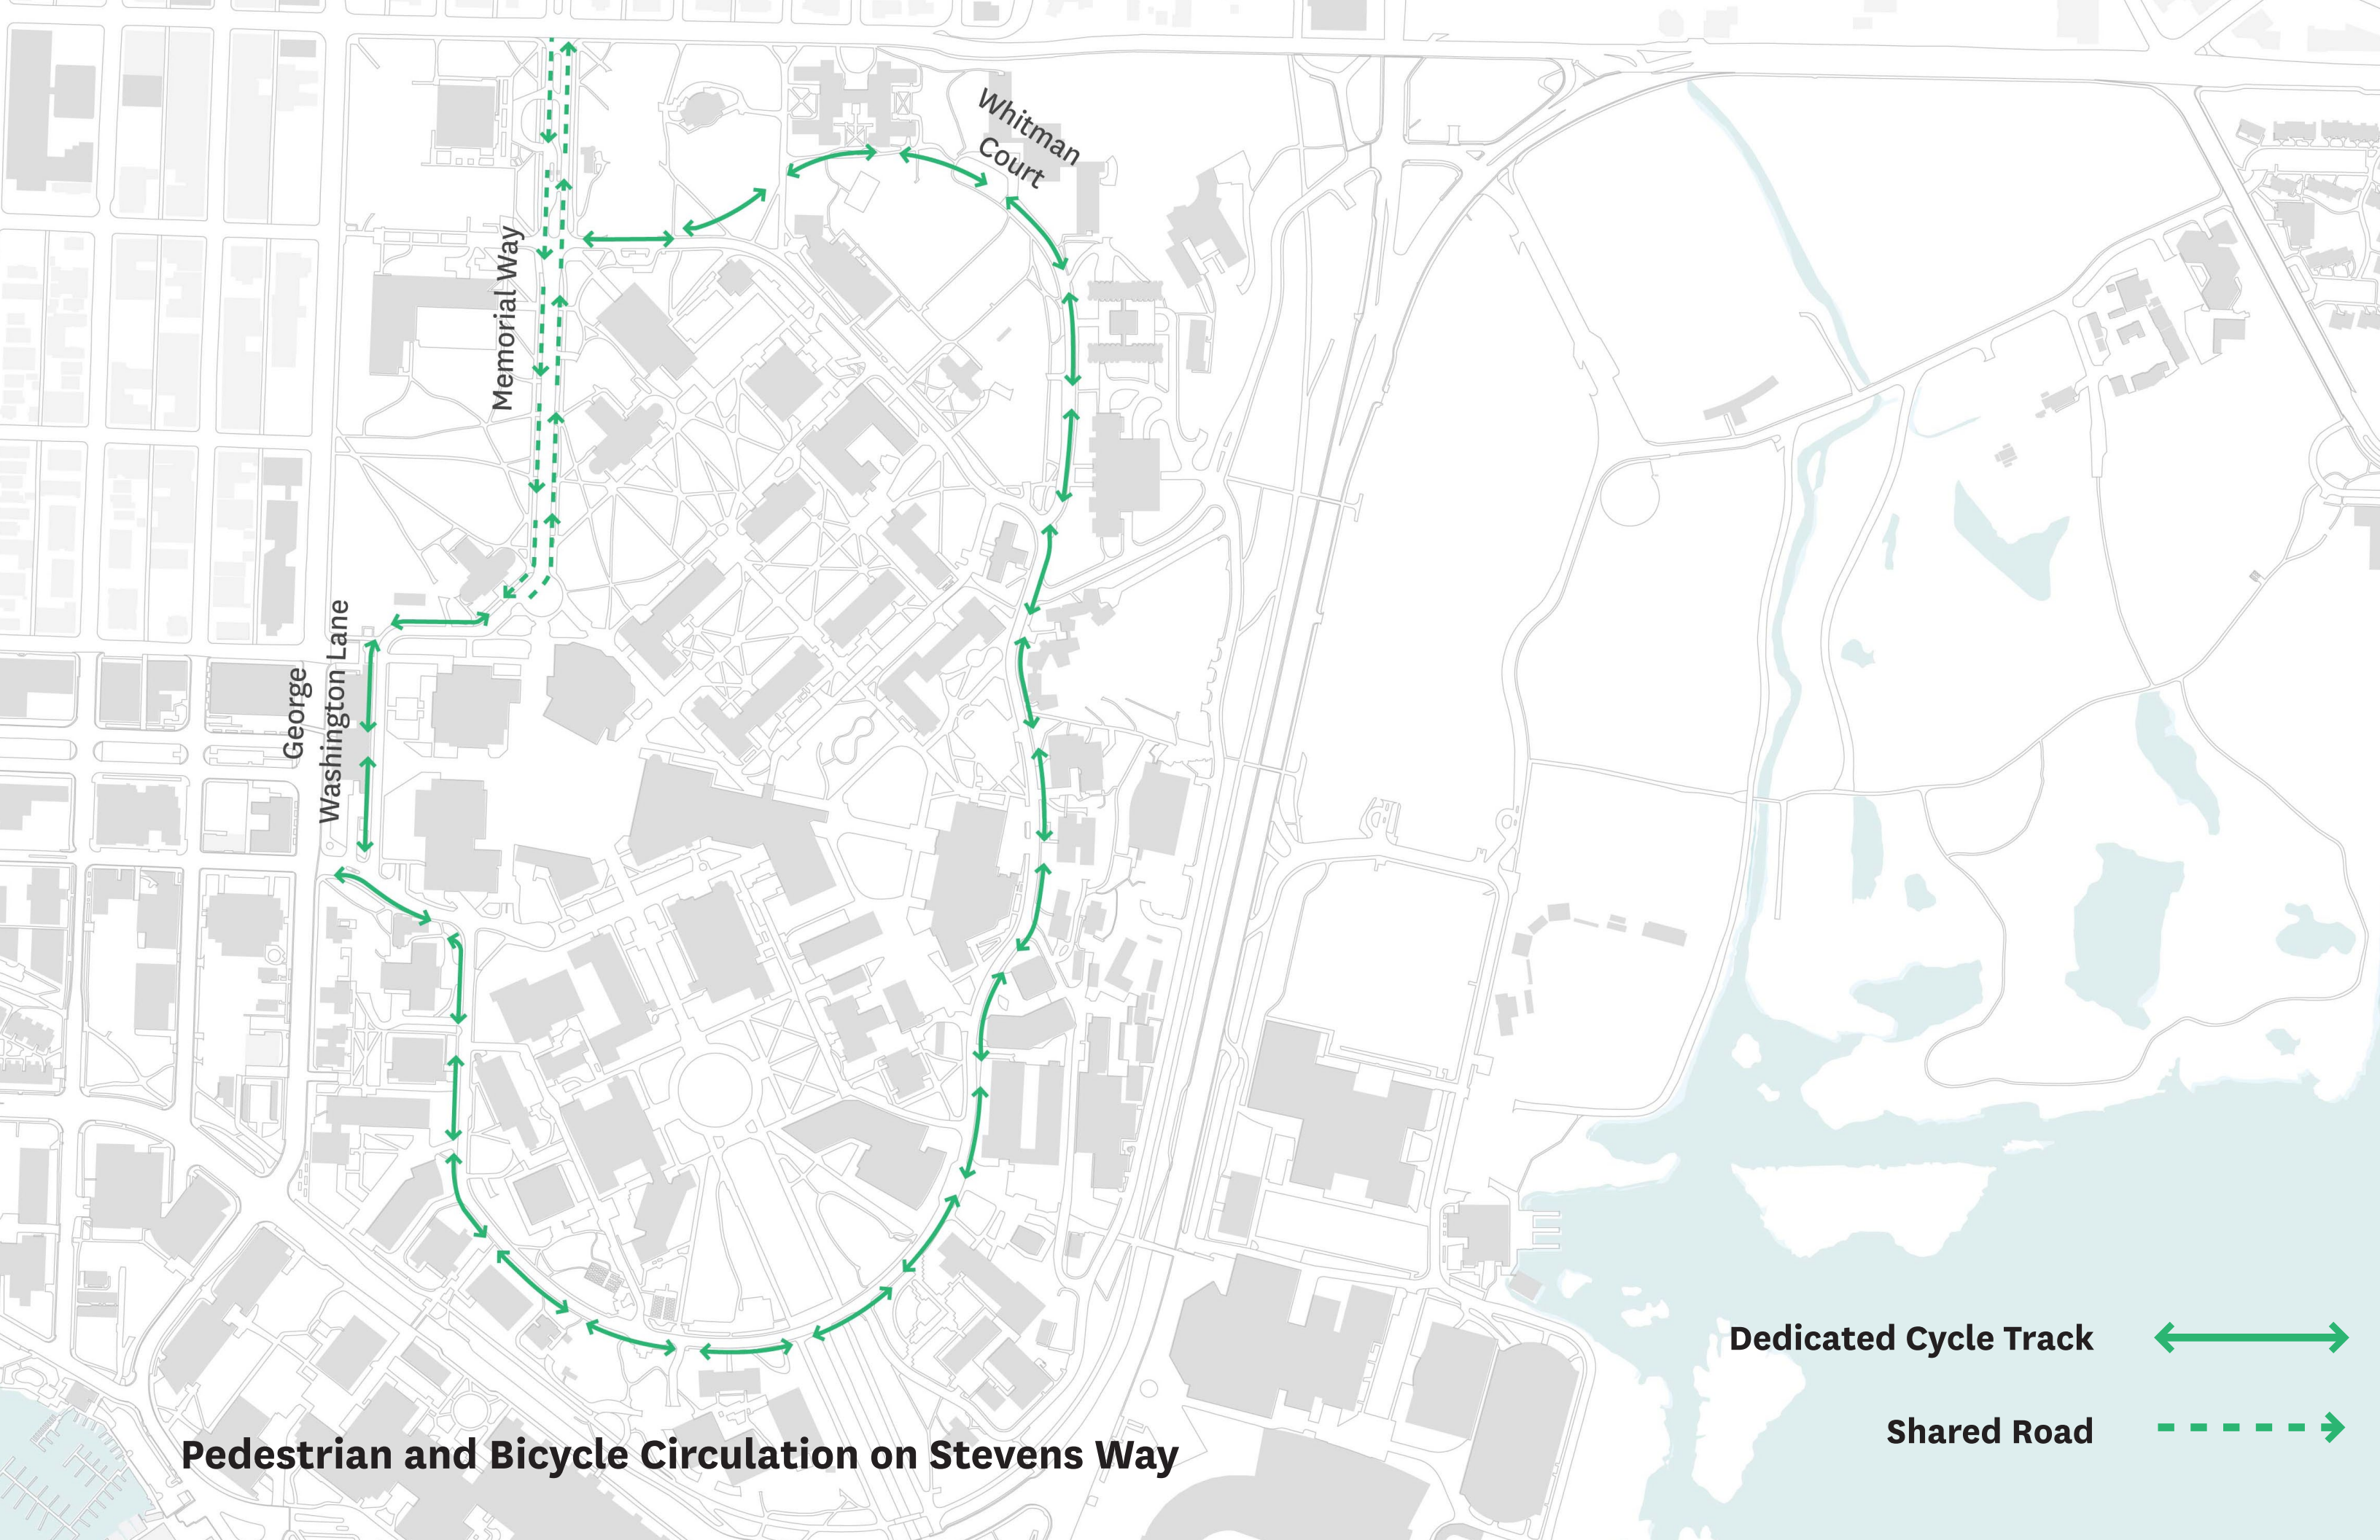 Whitman
Court
Memorial Way
George
Washington Lane
Dedicated Cycle Track
Shared Road
Pedestrian and Bicycle Circulation on Stevens Way